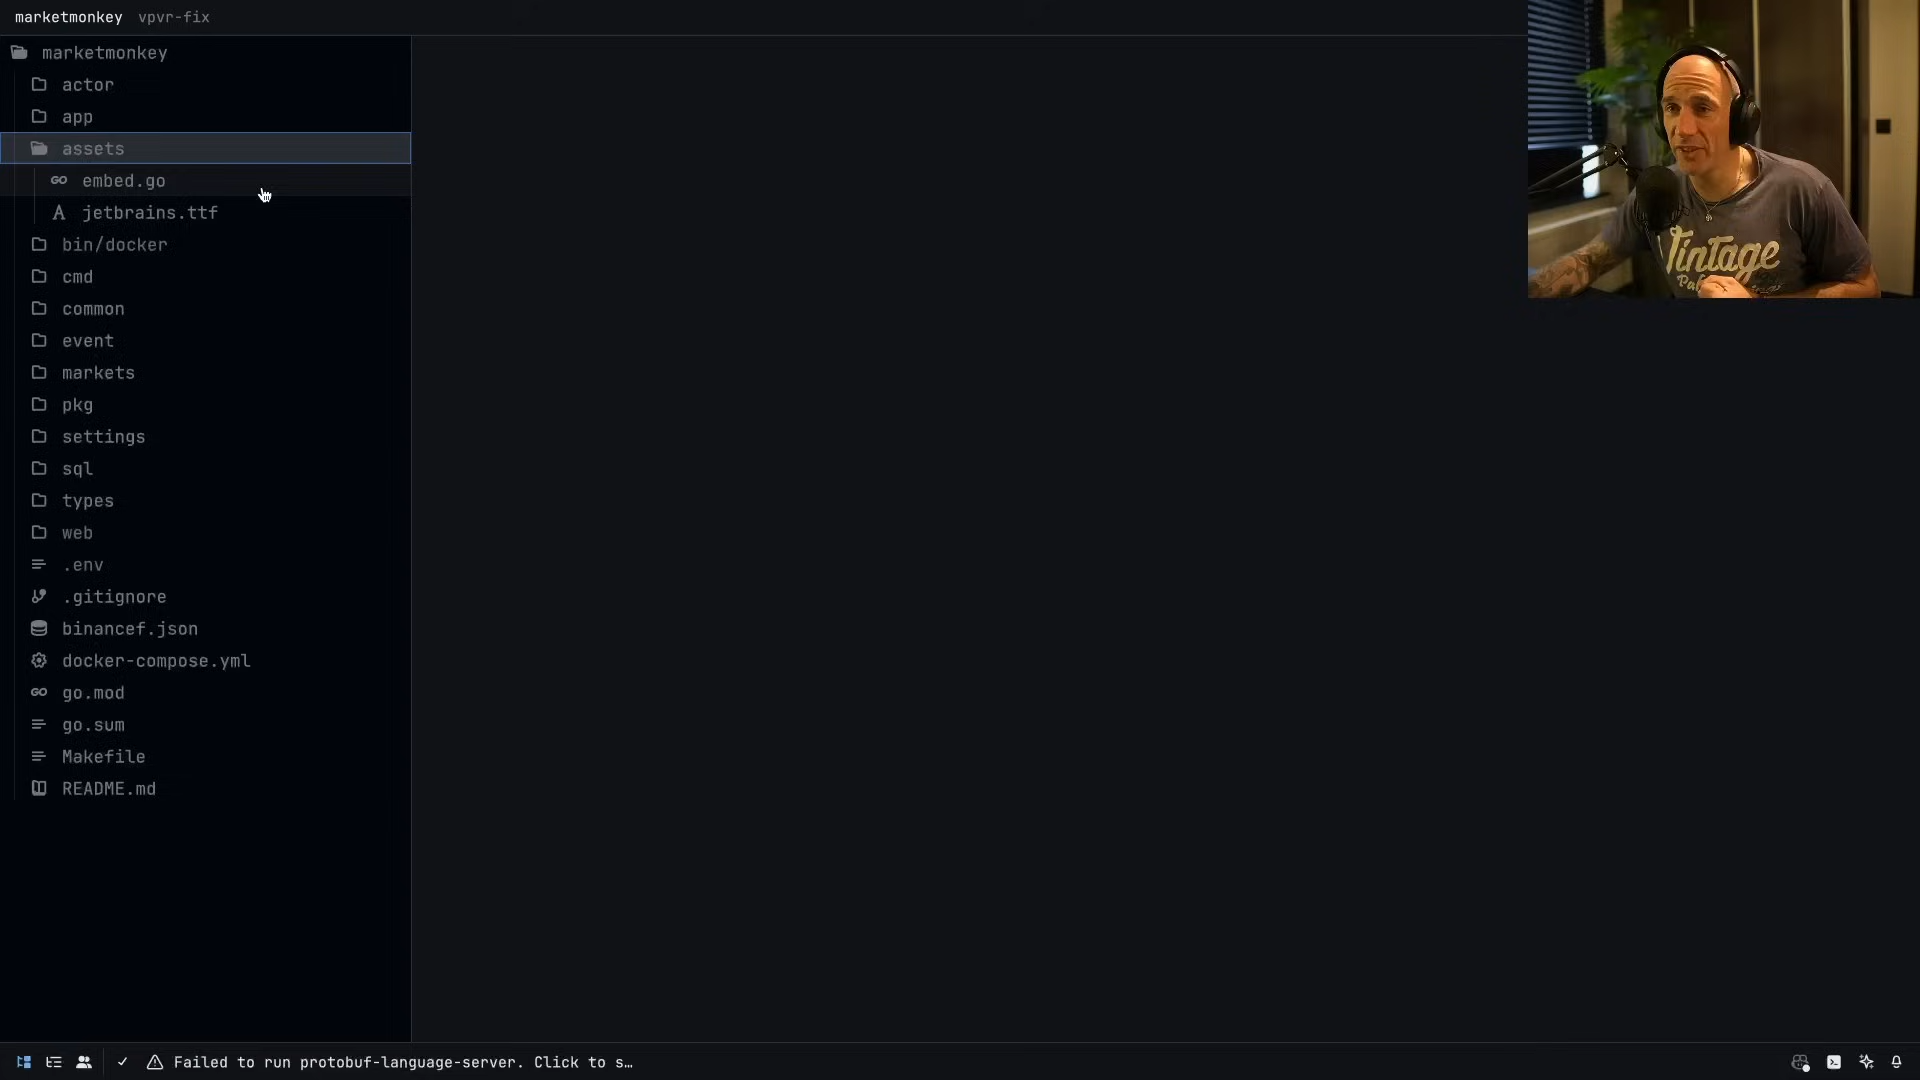 marketmonkey vpvr-fix
marketmonkey
actor
app
assets
embed.go
jetbrains.ttf
bin/docker
cmd
common
event
markets
pkg
settings
sql
types
web
.env
.gitignore
binancef.json
docker-compose.yml
go.mod
go.sum
Makefile
README.md
Vintage
Failed to run protobuf-language-server. Click to s…